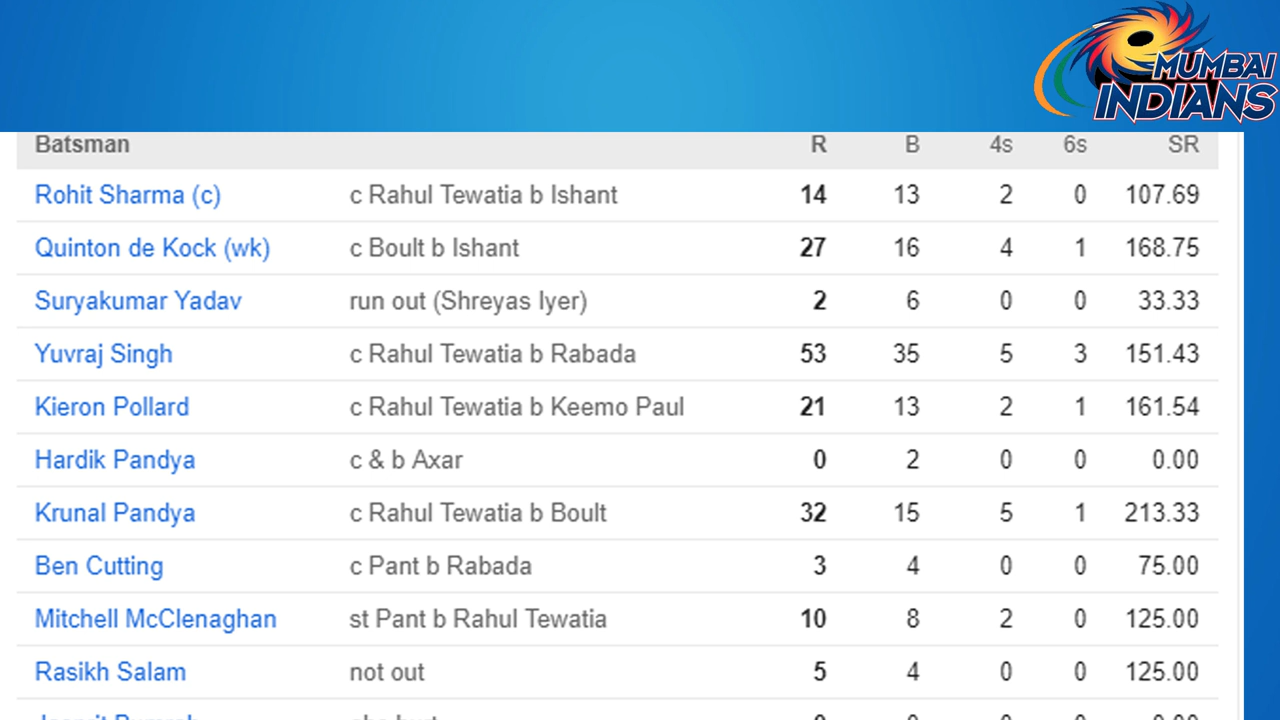 MUMBAI
INDIANS
Batsman R B 4s 6s SR
Rohit Sharma (c) c Rahul Tewatia b Ishant 14 13 2 0 107.69
Quinton de Kock (wk) c Boult b Ishant 27 16 4 1 168.75
Suryakumar Yadav run out (Shreyas Iyer) 2 6 0 0 33.33
Yuvraj Singh c Rahul Tewatia b Rabada 53 35 5 3 151.43
Kieron Pollard c Rahul Tewatia b Keemo Paul 21 13 2 1 161.54
Hardik Pandya c & b Axar 0 2 0 0 0.00
Krunal Pandya c Rahul Tewatia b Boult 32 15 5 1 213.33
Ben Cutting c Pant b Rabada 3 4 0 0 75.00
Mitchell McClenaghan st Pant b Rahul Tewatia 10 8 2 0 125.00
Rasikh Salam not out 5 4 0 0 125.00